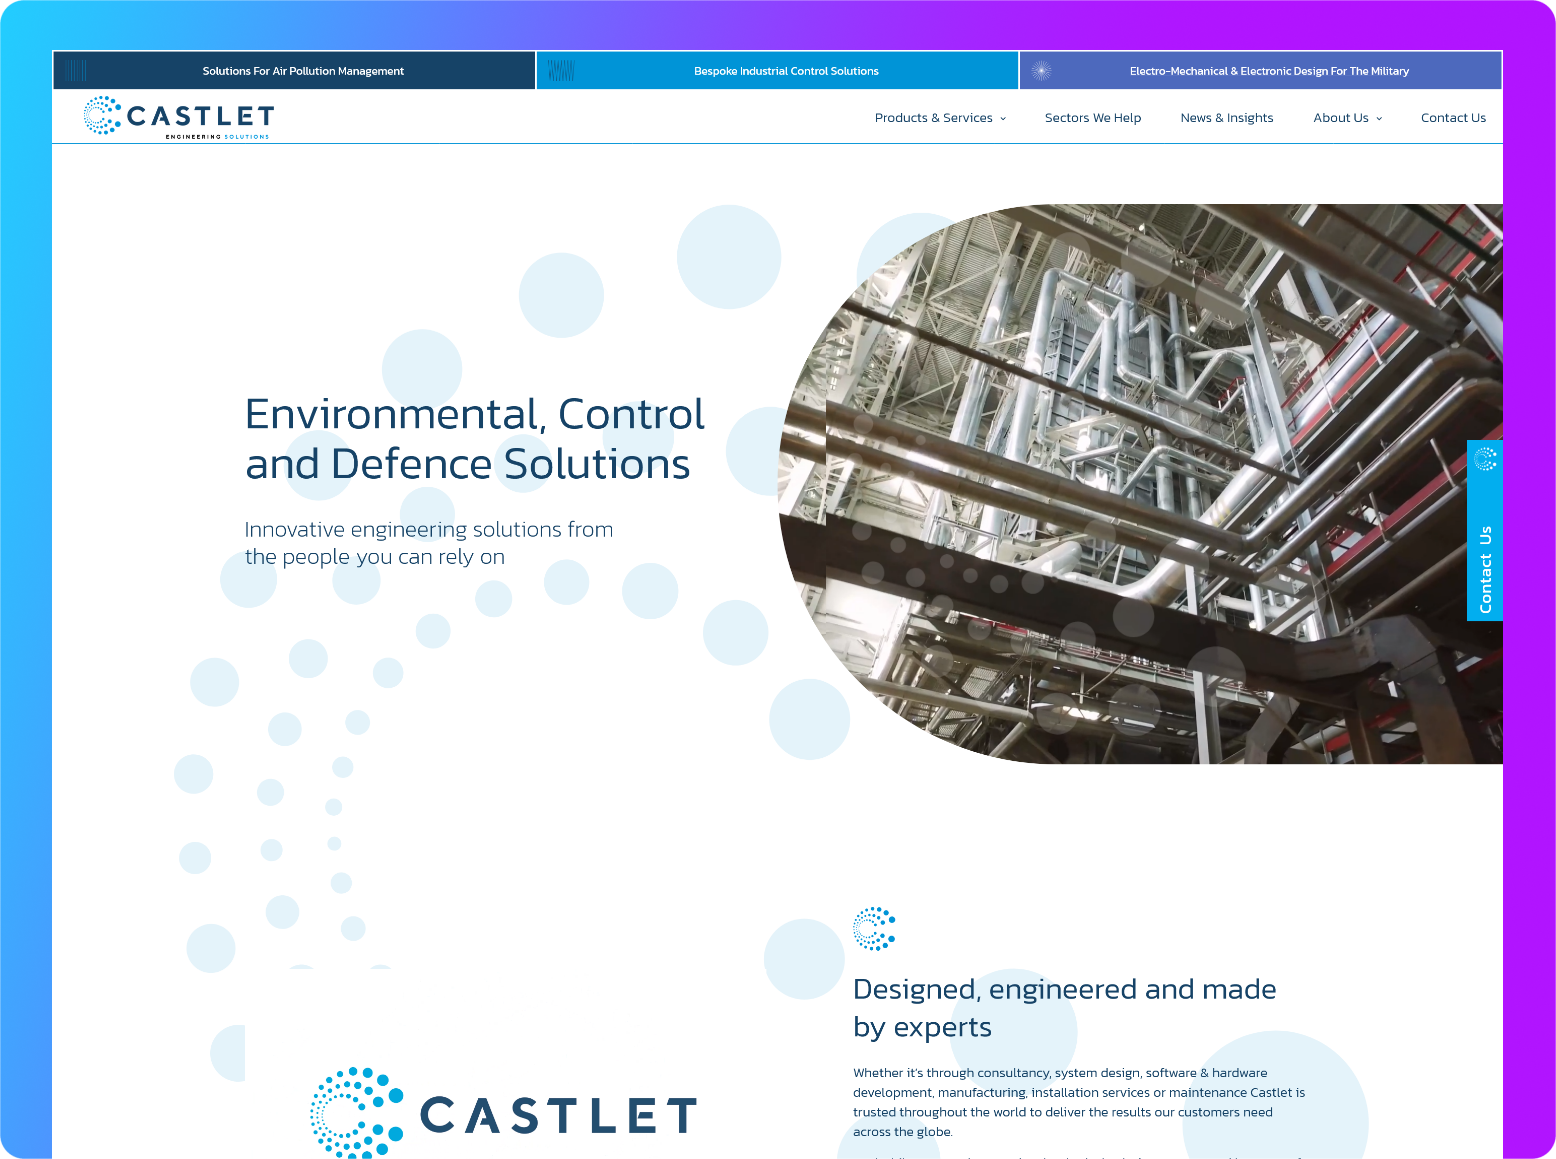 Solutions For Air Pollution Management
Bespoke Industrial Control Solutions
Electro-Mechanical & Electronic Design For The Military
CASTLET
ENGINEERING SOLUTIONS
Products & Services
Sectors We Help
News & Insights
About Us
Contact Us
Environmental, Control
and Defence Solutions
Innovative engineering solutions from
the people you can rely on
Contact Us
Designed, engineered and made
by experts
Whether it's through consultancy, system design, software & hardware
development, manufacturing, installation services or maintenance Castlet is
trusted throughout the world to deliver the results our customers need
across the globe.
CASTLET